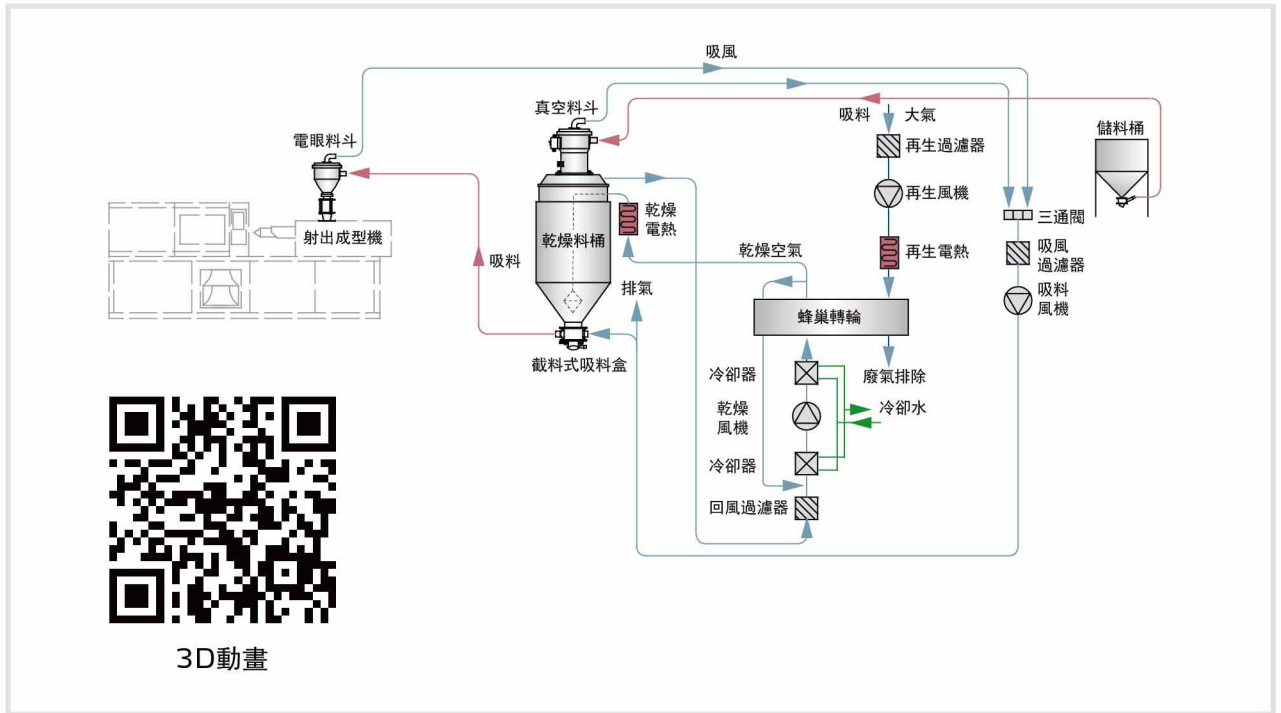 吸風
真空料斗
電眼料斗
吸料
大氣
儲料桶
再生過濾器
再生風機
再生電熱
三通閥
吸風
過濾器
吸料
風機
射出成型機
吸料
乾燥料桶
乾燥
電熱
乾燥空氣
排氣
蜂巢轉輪
截料式吸料盒
冷卻器
廢氣排除
乾燥
風機
冷卻水
冷卻器
回風過濾器
3D動畫